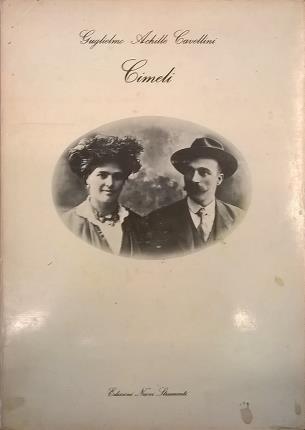 Guglielmo Achille Cavellini
Cimeli
Edizioni Nuovi Strumenti